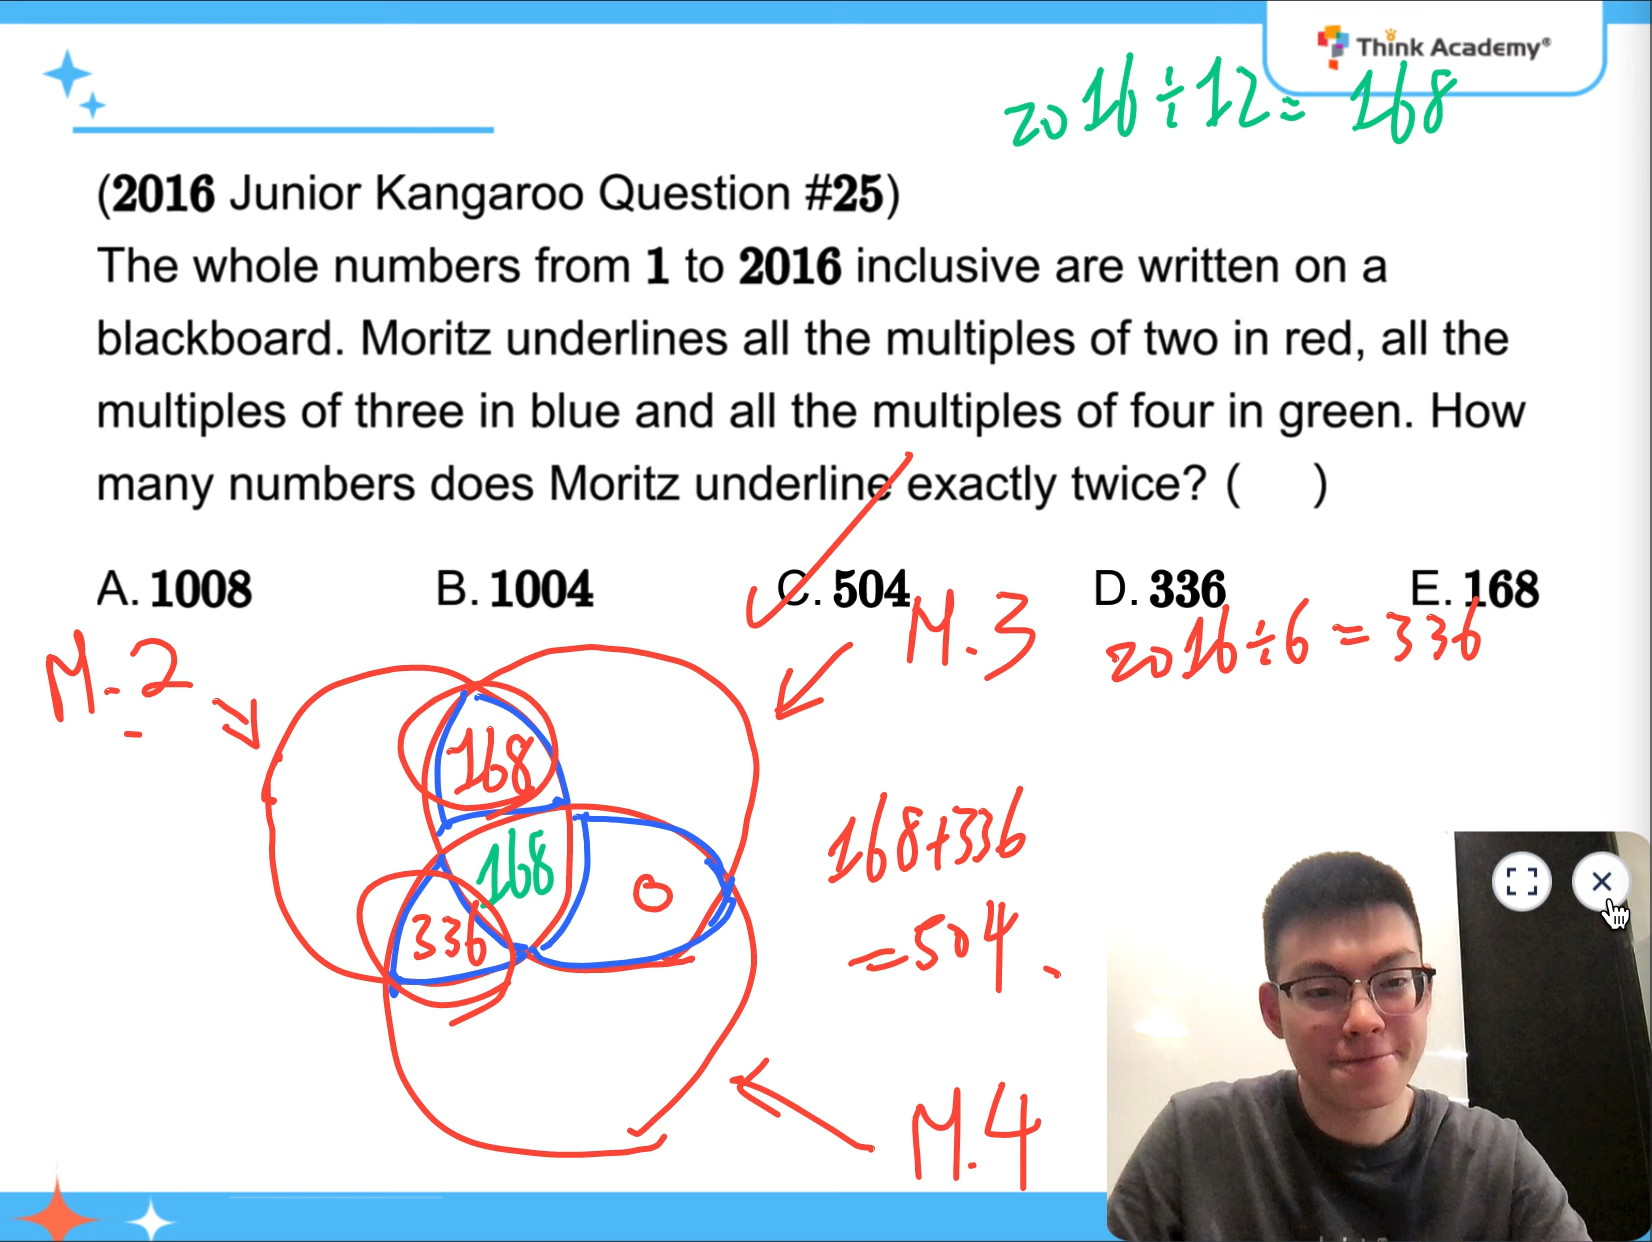 Think Academy®
2016÷12=168
(2016 Junior Kangaroo Question #25)
The whole numbers from 1 to 2016 inclusive are written on a
blackboard. Moritz underlines all the multiples of two in red, all the
multiples of three in blue and all the multiples of four in green. How
many numbers does Moritz underline exactly twice? (    )
A. 1008 B. 1004 C. 504 D. 336 E. 168
M.2
M.3
2016÷6=336
168
168
336
0
168+336
=504.
M.4